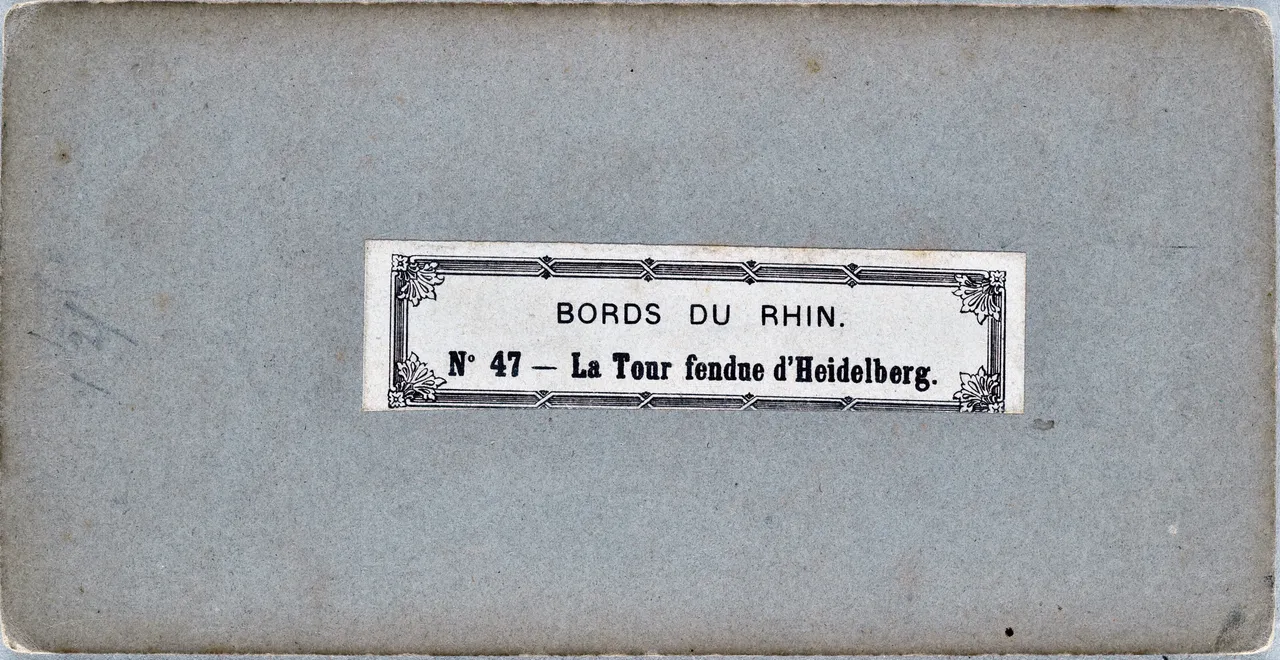 BORDS DU RHIN.
N° 47 — La Tour fendue d'Heidelberg.